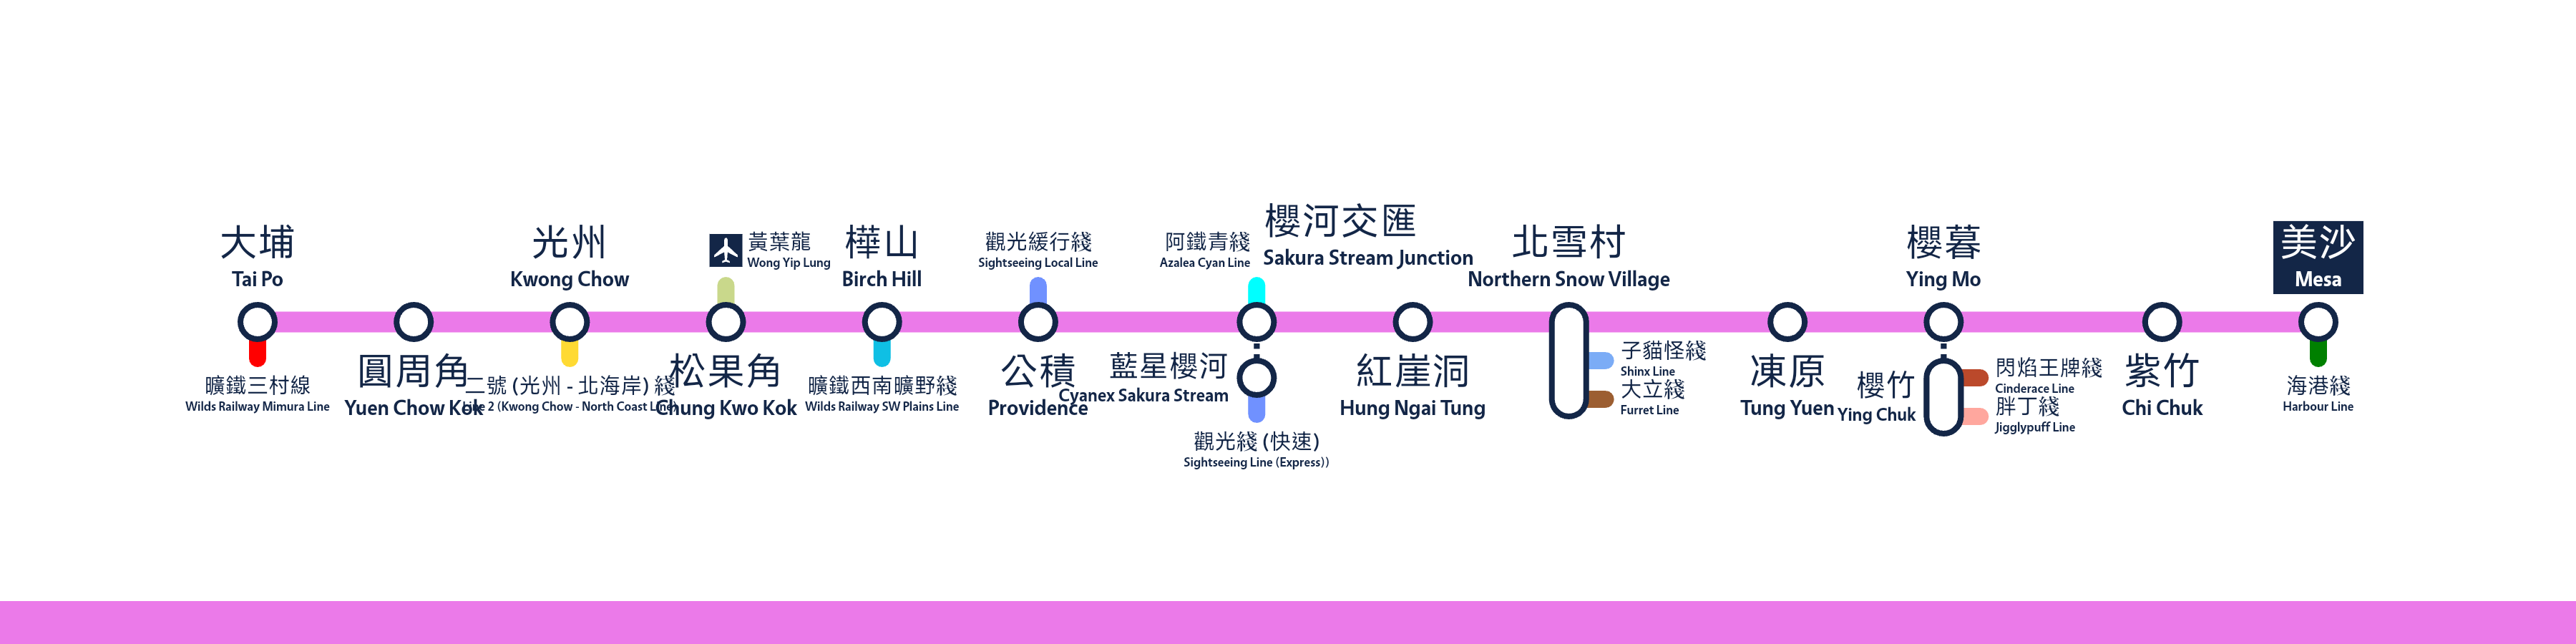 大埔
Tai Po
曠鐵三村線
Wilds Railway Mimura Line
圓周角
Yuen Chow Kok
光州
Kwong Chow
二號 (光州 - 北海岸) 綫
Line 2 (Kwong Chow - North Coast Line)
黃葉龍
Wong Yip Lung
松果角
Chung Kwo Kok
樺山
Birch Hill
曠鐵西南曠野綫
Wilds Railway SW Plains Line
觀光緩行綫
Sightseeing Local Line
公積
Providence
阿鐵青綫
Azalea Cyan Line
櫻河交匯
Sakura Stream Junction
藍星櫻河
Cyanex Sakura Stream
觀光綫 (快速)
Sightseeing Line (Express))
紅崖洞
Hung Ngai Tung
北雪村
Northern Snow Village
子貓怪綫
Shinx Line
大立綫
Furret Line
凍原
Tung Yuen
櫻暮
Ying Mo
櫻竹
Ying Chuk
閃焰王牌綫
Cinderace Line
胖丁綫
Jigglypuff Line
紫竹
Chi Chuk
美沙
Mesa
海港綫
Harbour Line